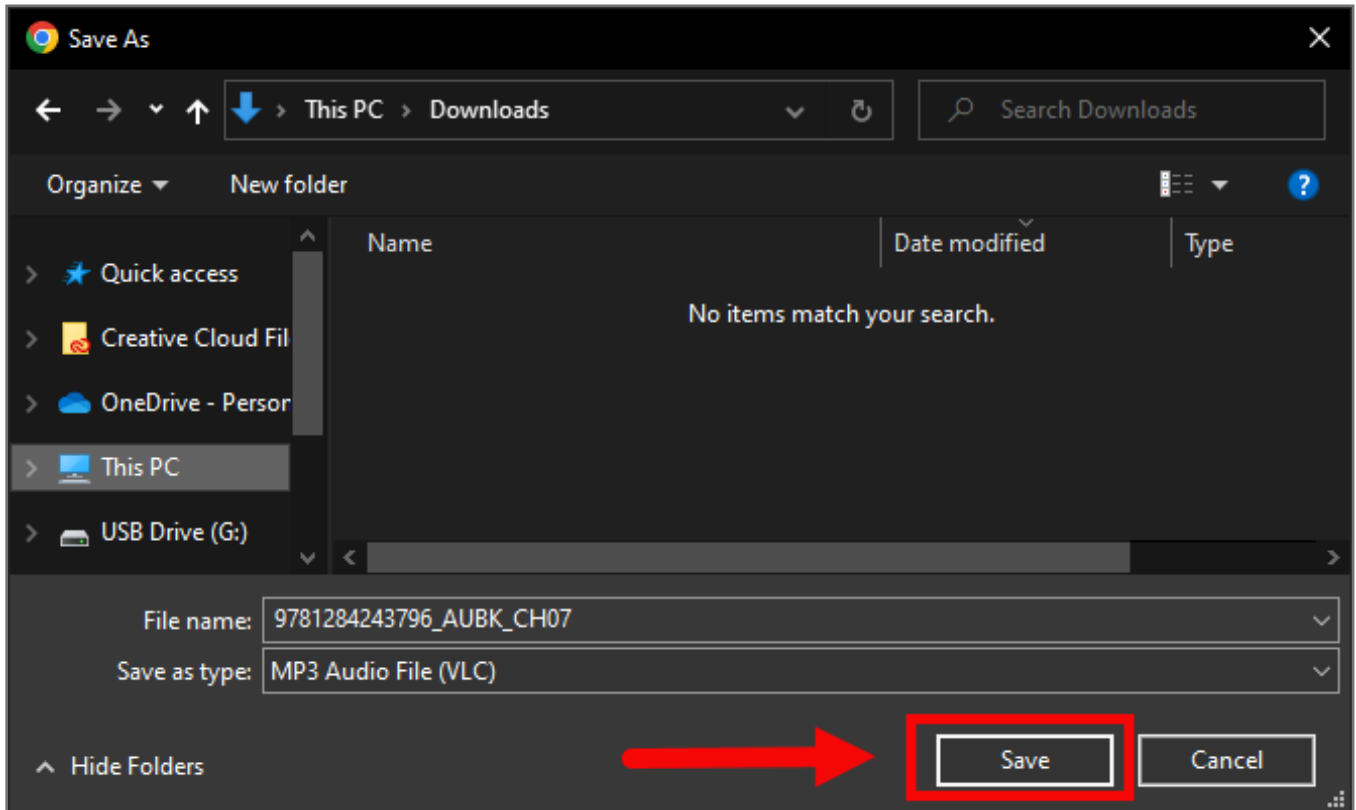 Save As
This PC > Downloads
Search Downloads
Organize
New folder
Name
Date modified
Type
Quick access
No items match your search.
Creative Cloud Fil
OneDrive - Person
This PC
USB Drive (G:)
File name: 9781284243796_AUBK_CH07
Save as type: MP3 Audio File (VLC)
Hide Folders
Save
Cancel